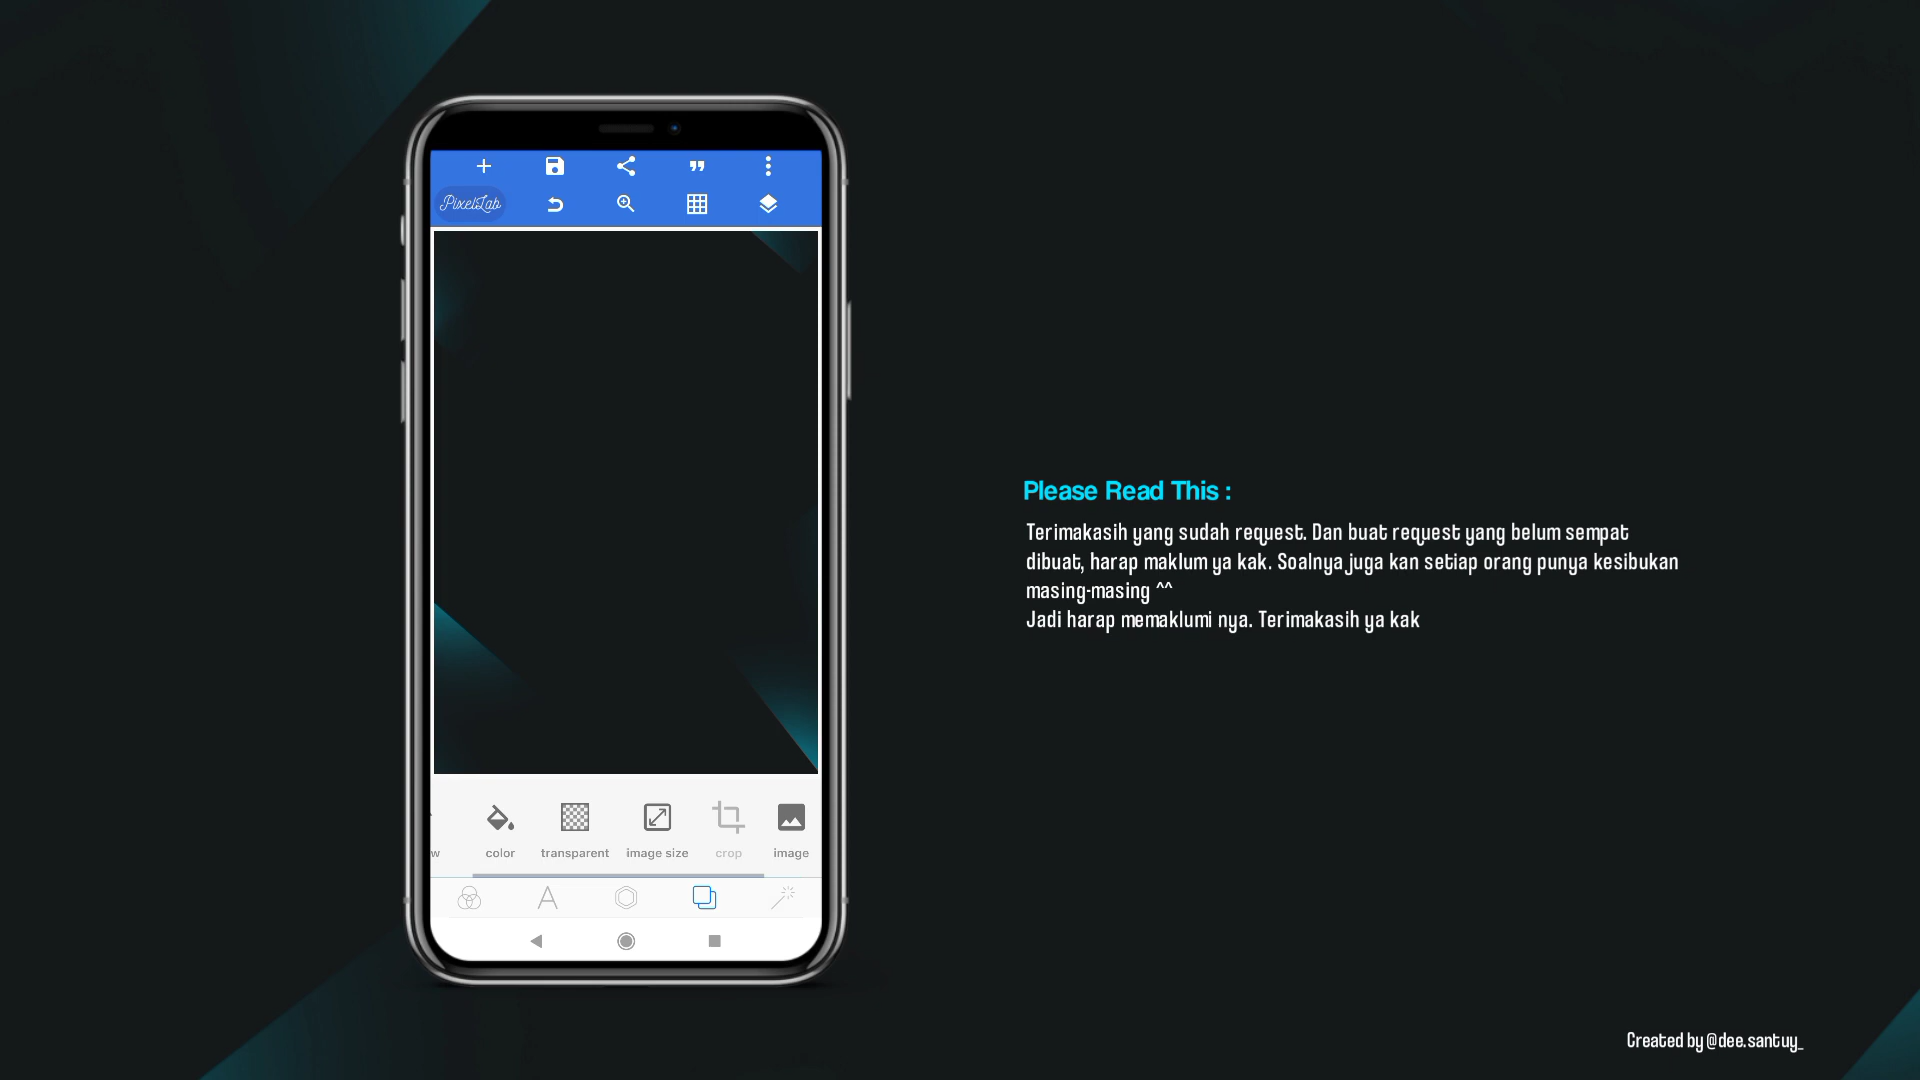 PixelLab
w
color
transparent
image size
crop
image
Please Read This :
Terimakasih yang sudah request. Dan buat request yang belum sempat
dibuat, harap maklum ya kak. Soalnya juga kan setiap orang punya kesibukan
masing-masing ^^
Jadi harap memaklumi nya. Terimakasih ya kak
Created by @dee.santuy_